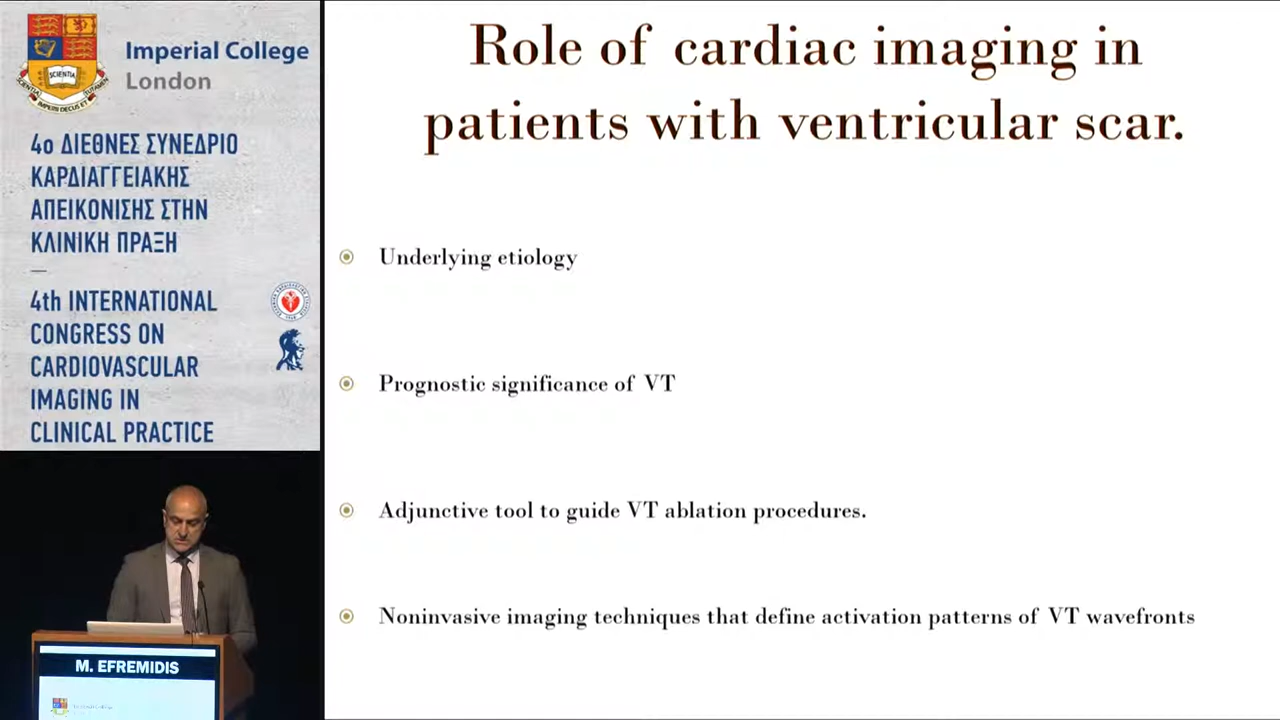 Imperial College
London
SCIENTIA
4ο ΔΙΕΘΝΕΣ ΣΥΝΕΔΡΙΟ
ΚΑΡΔΙΑΓΓΕΙΑΚΗΣ
ΑΠΕΙΚΟΝΙΣΗΣ ΣΤΗΝ
ΚΛΙΝΙΚΗ ΠΡΑΞΗ
4th INTERNATIONAL
CONGRESS ON
CARDIOVASCULAR
IMAGING IN
CLINICAL PRACTICE
M. EFREMIDIS
Role of cardiac imaging in
patients with ventricular scar.
Underlying etiology
Prognostic significance of VT
Adjunctive tool to guide VT ablation procedures.
Noninvasive imaging techniques that define activation patterns of VT wavefronts